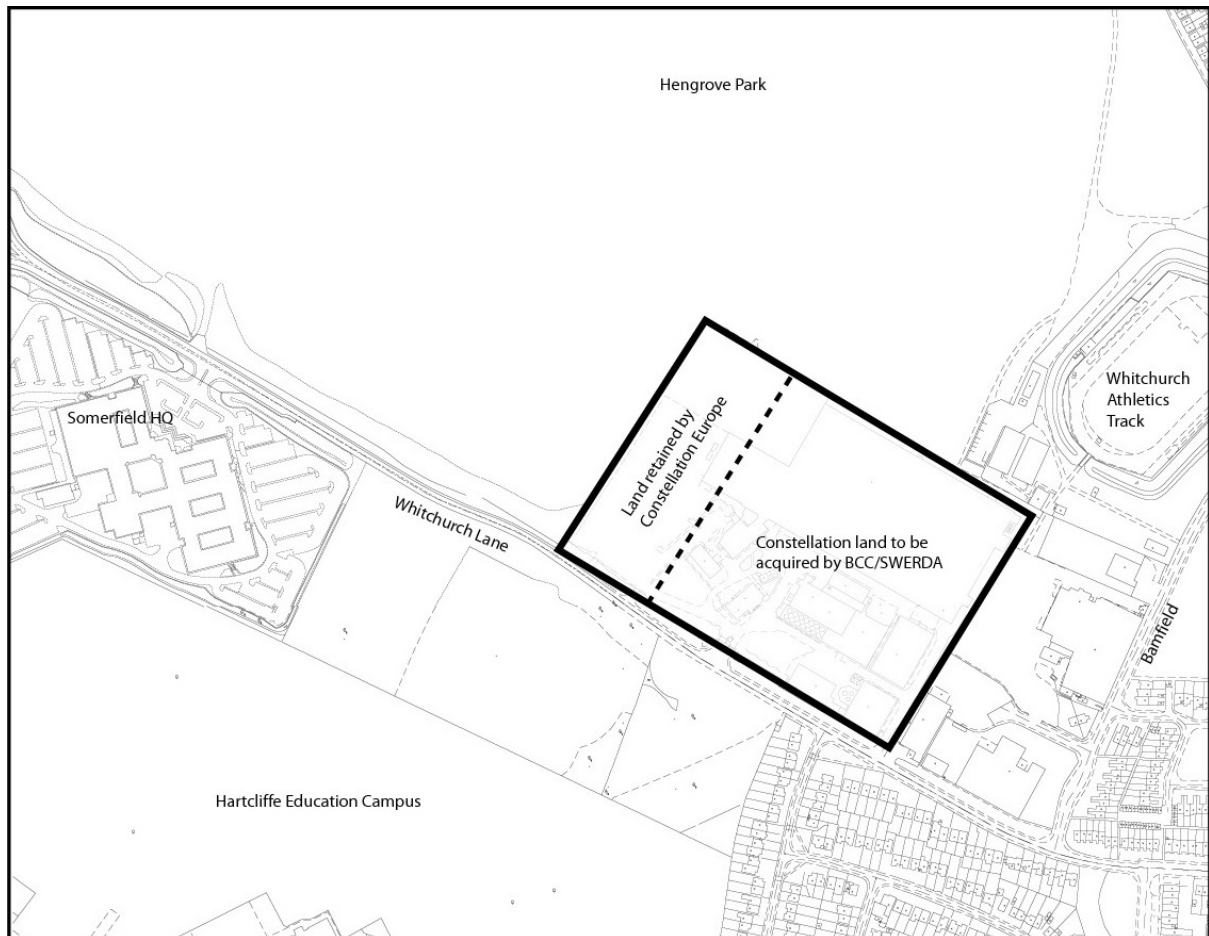 Hengrove Park
Whitchurch
Athletics
Track
Somerfield HQ
Land retained by
Constellation Europe
Whitchurch Lane
Constellation land to be
acquired by BCC/SWERDA
Bamfield
Hartcliffe Education Campus